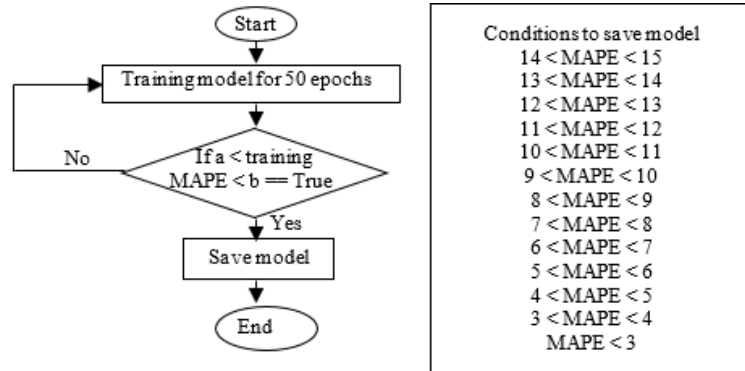 Start
Training model for 50 epochs
If a < training
MAPE < b == True
No
Yes
Save model
End
Conditions to save model
14 < MAPE < 15
13 < MAPE < 14
12 < MAPE < 13
11 < MAPE < 12
10 < MAPE < 11
9 < MAPE < 10
8 < MAPE < 9
7 < MAPE < 8
6 < MAPE < 7
5 < MAPE < 6
4 < MAPE < 5
3 < MAPE < 4
MAPE < 3